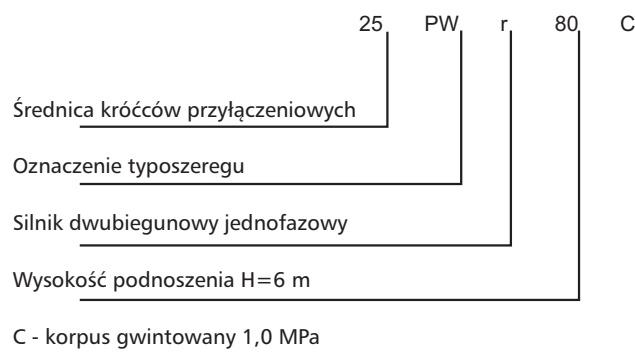 25 PW r 80 C
Średnica króćców przyłączeniowych
Oznaczenie typoszeregu
Silnik dwubiegunowy jednofazowy
Wysokość podnoszenia H=6 m
C - korpus gwintowany 1,0 MPa